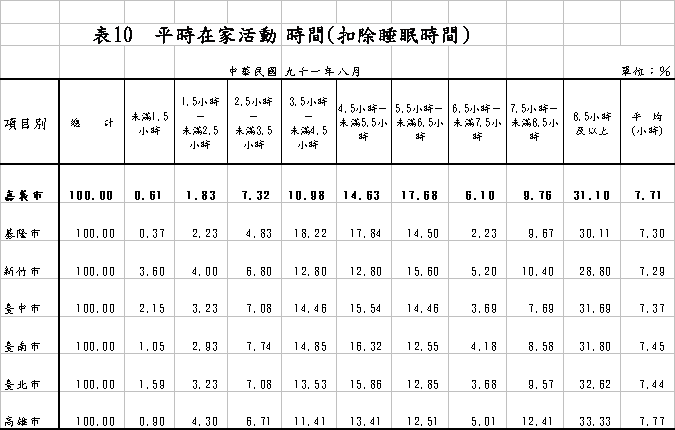 表10 平時在家活動 時間(扣除睡眠時間)
中華民國 九十一年八月 單位：%
項目別 總 計 未滿1.5小時 1.5小時－未滿2.5小時 2.5小時－未滿3.5小時 3.5小時－未滿4.5小時 4.5小時－未滿5.5小時 5.5小時－未滿6.5小時 6.5小時－未滿7.5小時 7.5小時－未滿8.5小時 8.5小時及以上 平 均(小時)
嘉義市 100.00 0.61 1.83 7.32 10.98 14.63 17.68 6.10 9.76 31.10 7.71
基隆市 100.00 0.37 2.23 4.83 18.22 17.84 14.50 2.23 9.67 30.11 7.30
新竹市 100.00 3.60 4.00 6.80 12.80 12.80 15.60 5.20 10.40 28.80 7.29
臺中市 100.00 2.15 3.23 7.08 14.46 15.54 14.46 3.69 7.69 31.69 7.37
臺南市 100.00 1.05 2.93 7.74 14.85 16.32 12.55 4.18 8.58 31.80 7.45
臺北市 100.00 1.59 3.23 7.08 13.53 15.86 12.85 3.68 9.57 32.62 7.44
高雄市 100.00 0.90 4.30 6.71 11.41 13.41 12.51 5.01 12.41 33.33 7.77